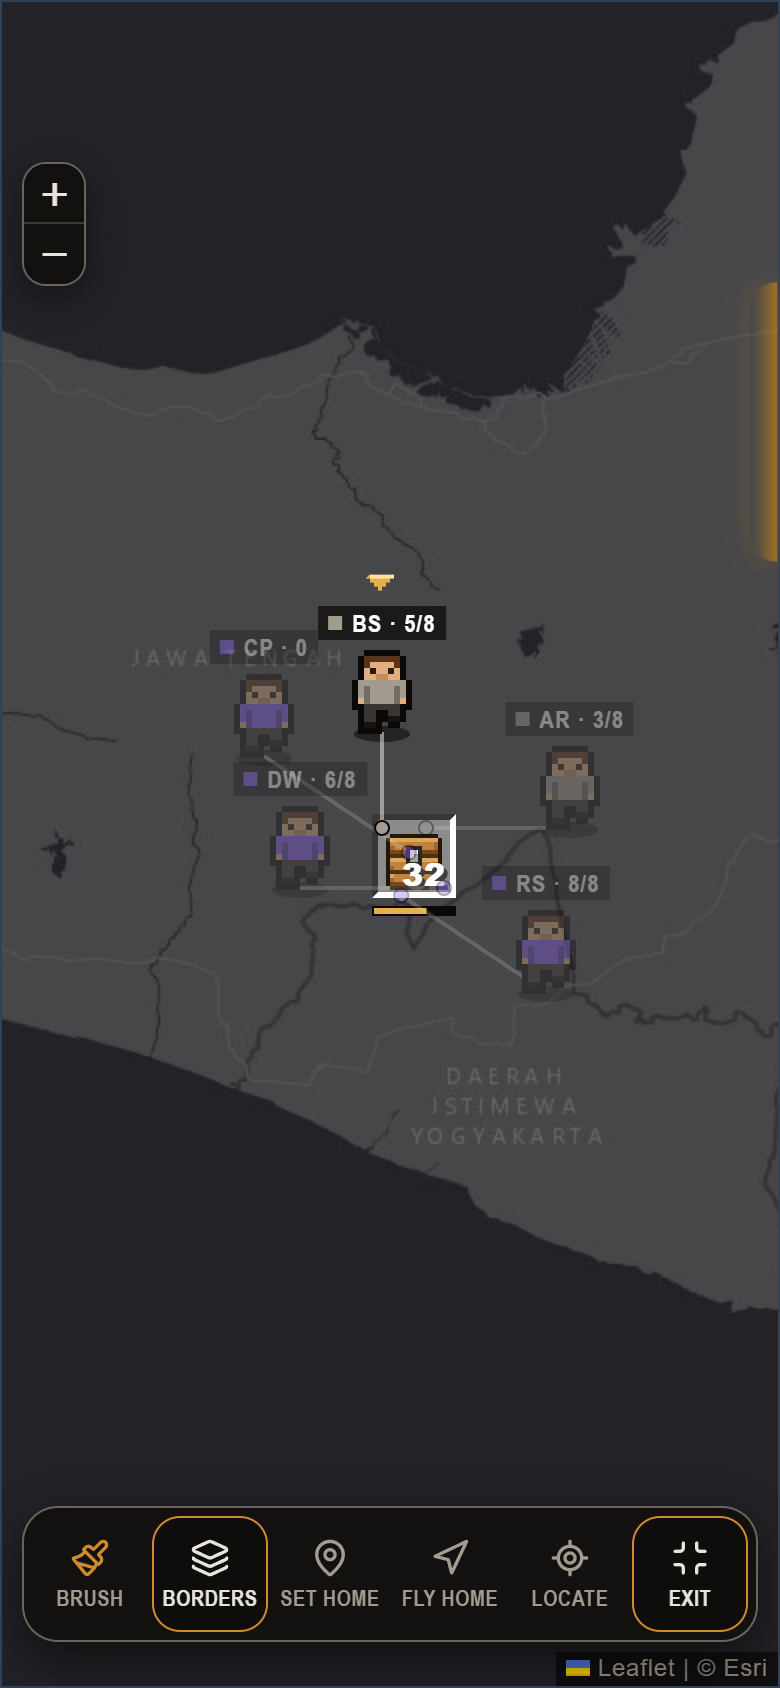 +
−
BS · 5/8
CP · 0
JAWA TENGAH
AR · 3/8
DW · 6/8
32
RS · 8/8
DAERAH
ISTIMEWA
YOGYAKARTA
BRUSH
BORDERS
SET HOME
FLY HOME
LOCATE
EXIT
Leaflet | © Esri